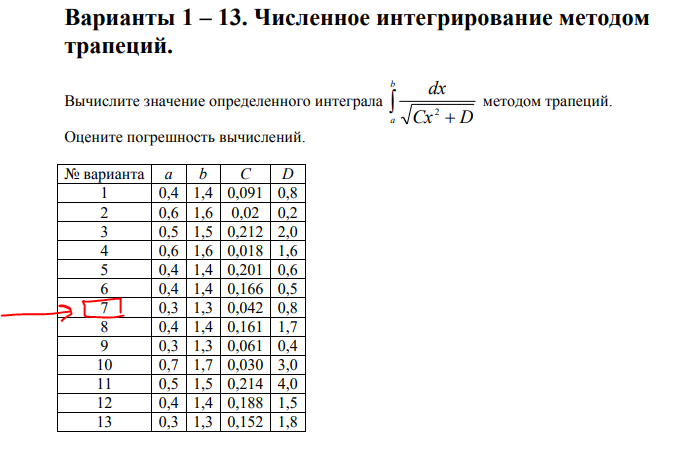 Варианты 1 – 13. Численное интегрирование методом
трапеций.
Вычислите значение определенного интеграла ∫ₐᵇ dx / √(Cx² + D) методом трапеций.
Оцените погрешность вычислений.
№ варианта a b C D
1 0,4 1,4 0,091 0,8
2 0,6 1,6 0,02 0,2
3 0,5 1,5 0,212 2,0
4 0,6 1,6 0,018 1,6
5 0,4 1,4 0,201 0,6
6 0,4 1,4 0,166 0,5
7 0,3 1,3 0,042 0,8
8 0,4 1,4 0,161 1,7
9 0,3 1,3 0,061 0,4
10 0,7 1,7 0,030 3,0
11 0,5 1,5 0,214 4,0
12 0,4 1,4 0,188 1,5
13 0,3 1,3 0,152 1,8